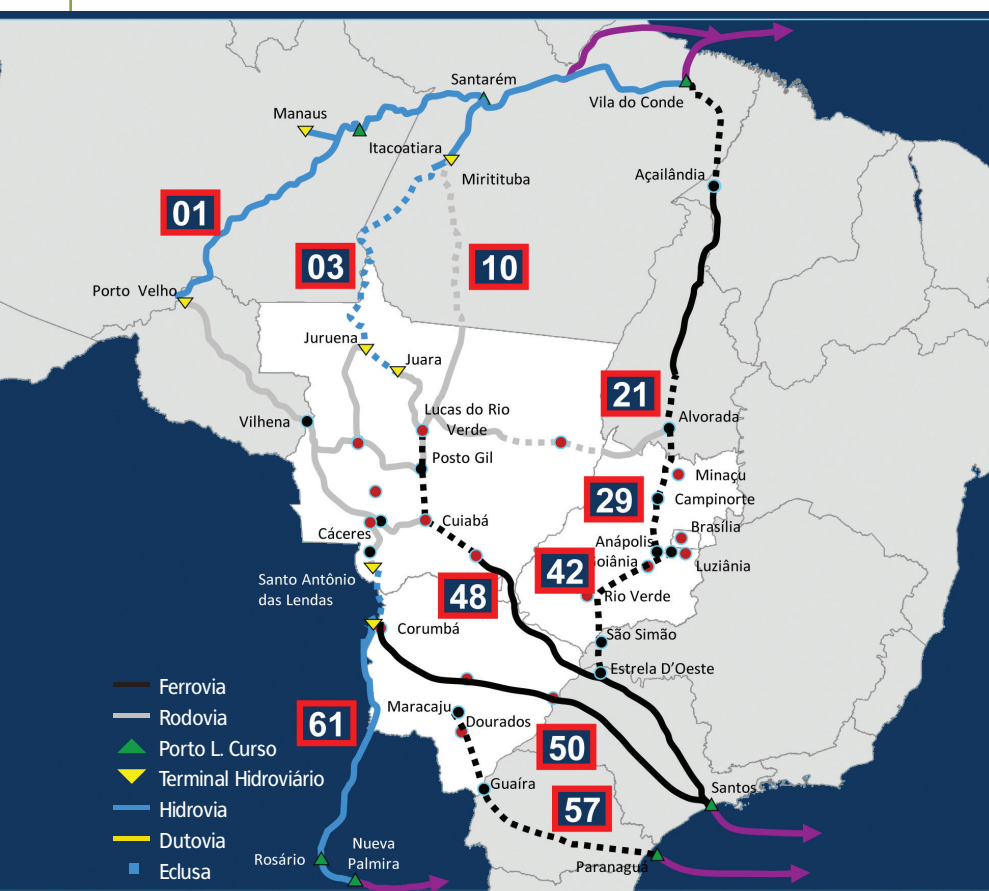 Santarém
Manaus
Vila do Conde
Itacoatiara
Miritituba
Açailândia
01
03
10
Porto Velho
Juruena
Juara
21
Lucas do Rio
Verde
Alvorada
Vilhena
Posto Gil
Minaçu
29
Campinorte
Cuiabá
Brasília
Cáceres
Anápolis
Goiânia
Luziânia
42
Santo Antônio
das Lendas
48
Rio Verde
Corumbá
São Simão
Estrela D'Oeste
Ferrovia
Maracaju
Rodovia
61
Dourados
Porto L. Curso
50
Terminal Hidroviário
Guaíra
Santos
Hidrovia
57
Dutovia
Nueva
Palmira
Rosário
Paranaguá
Eclusa